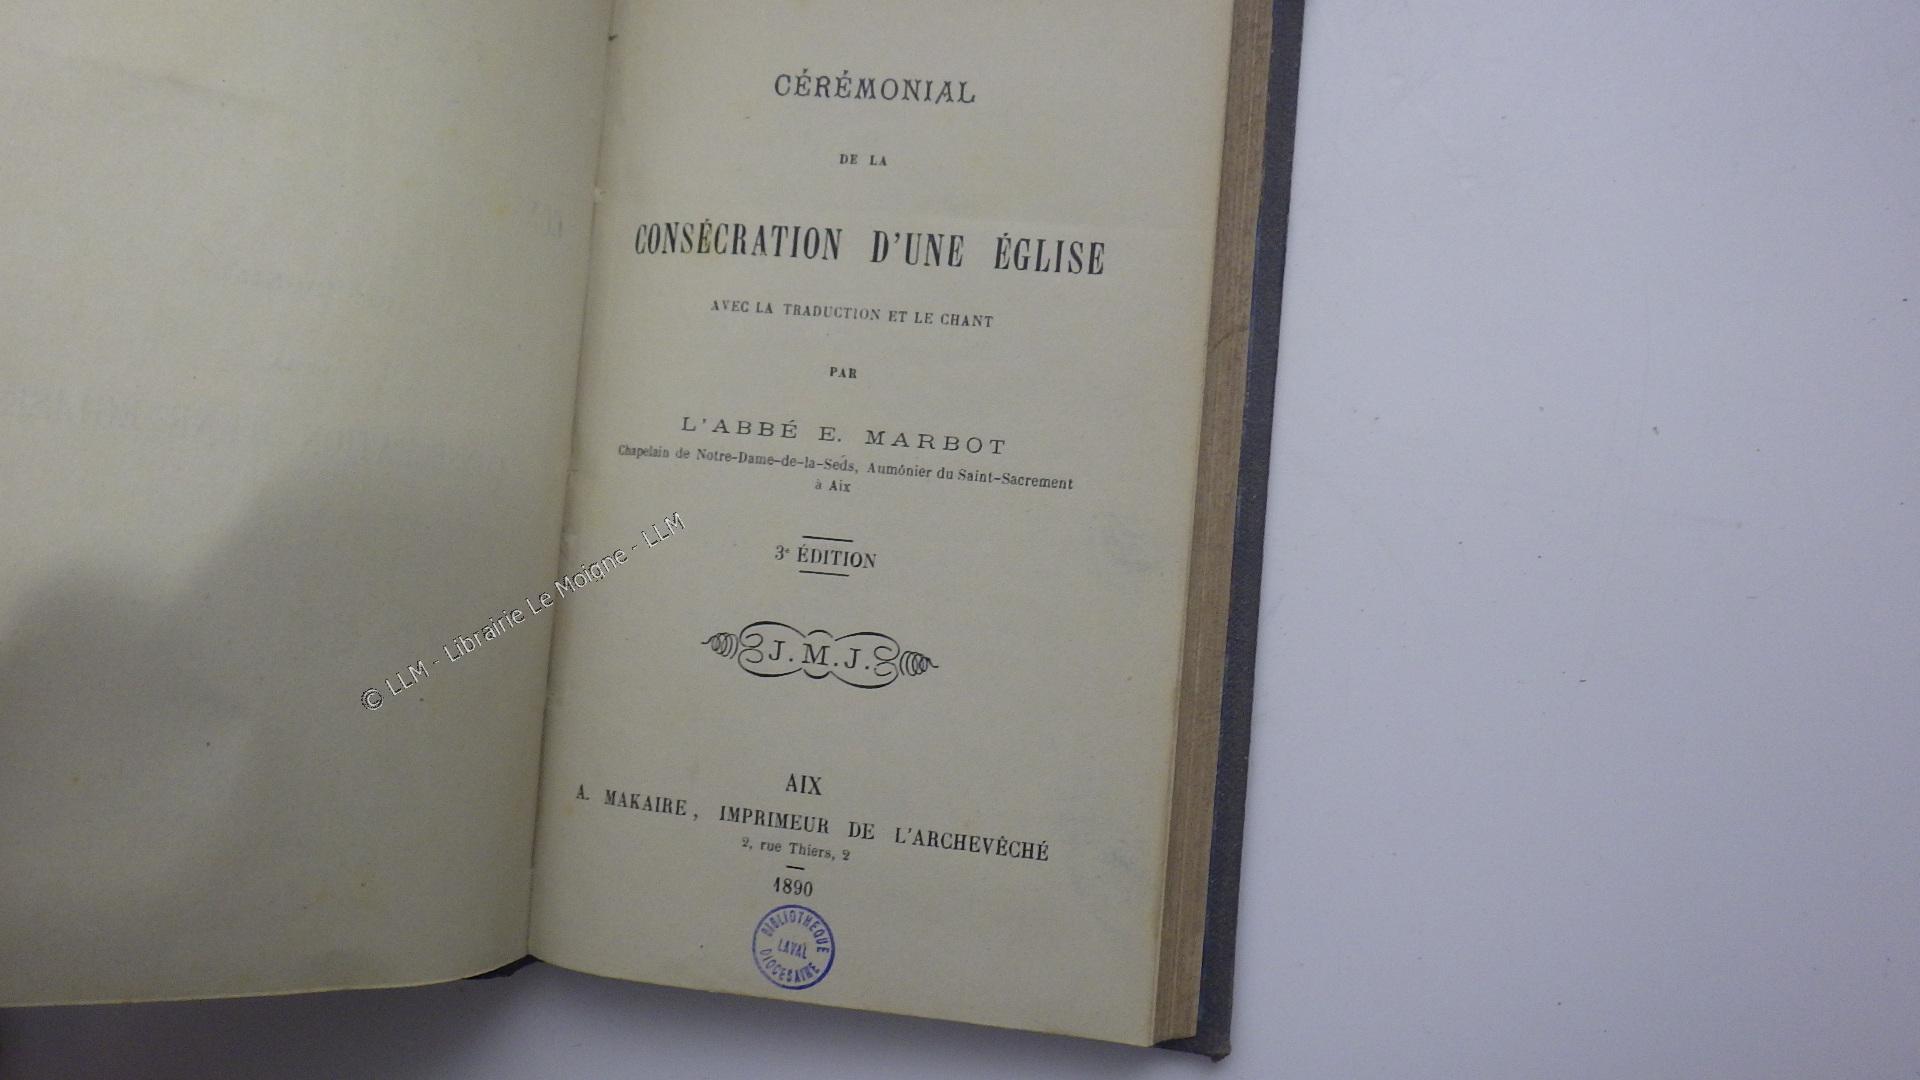 CÉRÉMONIAL
DE LA
CONSÉCRATION D'UNE ÉGLISE
AVEC LA TRADUCTION ET LE CHANT
PAR
L'ABBÉ E. MARBOT
Chapelain de Notre-Dame-de-la-Seds, Aumônier du Saint-Sacrement
à Aix
3e ÉDITION
J. M. J.
AIX
A. MAKAIRE, IMPRIMEUR DE L'ARCHEVÊCHÉ
2, rue Thiers, 2
1890
BIBLIOTHEQUE
LAVAL
DIOCESAINE
© LLM - Librairie Le Moigne - LLM